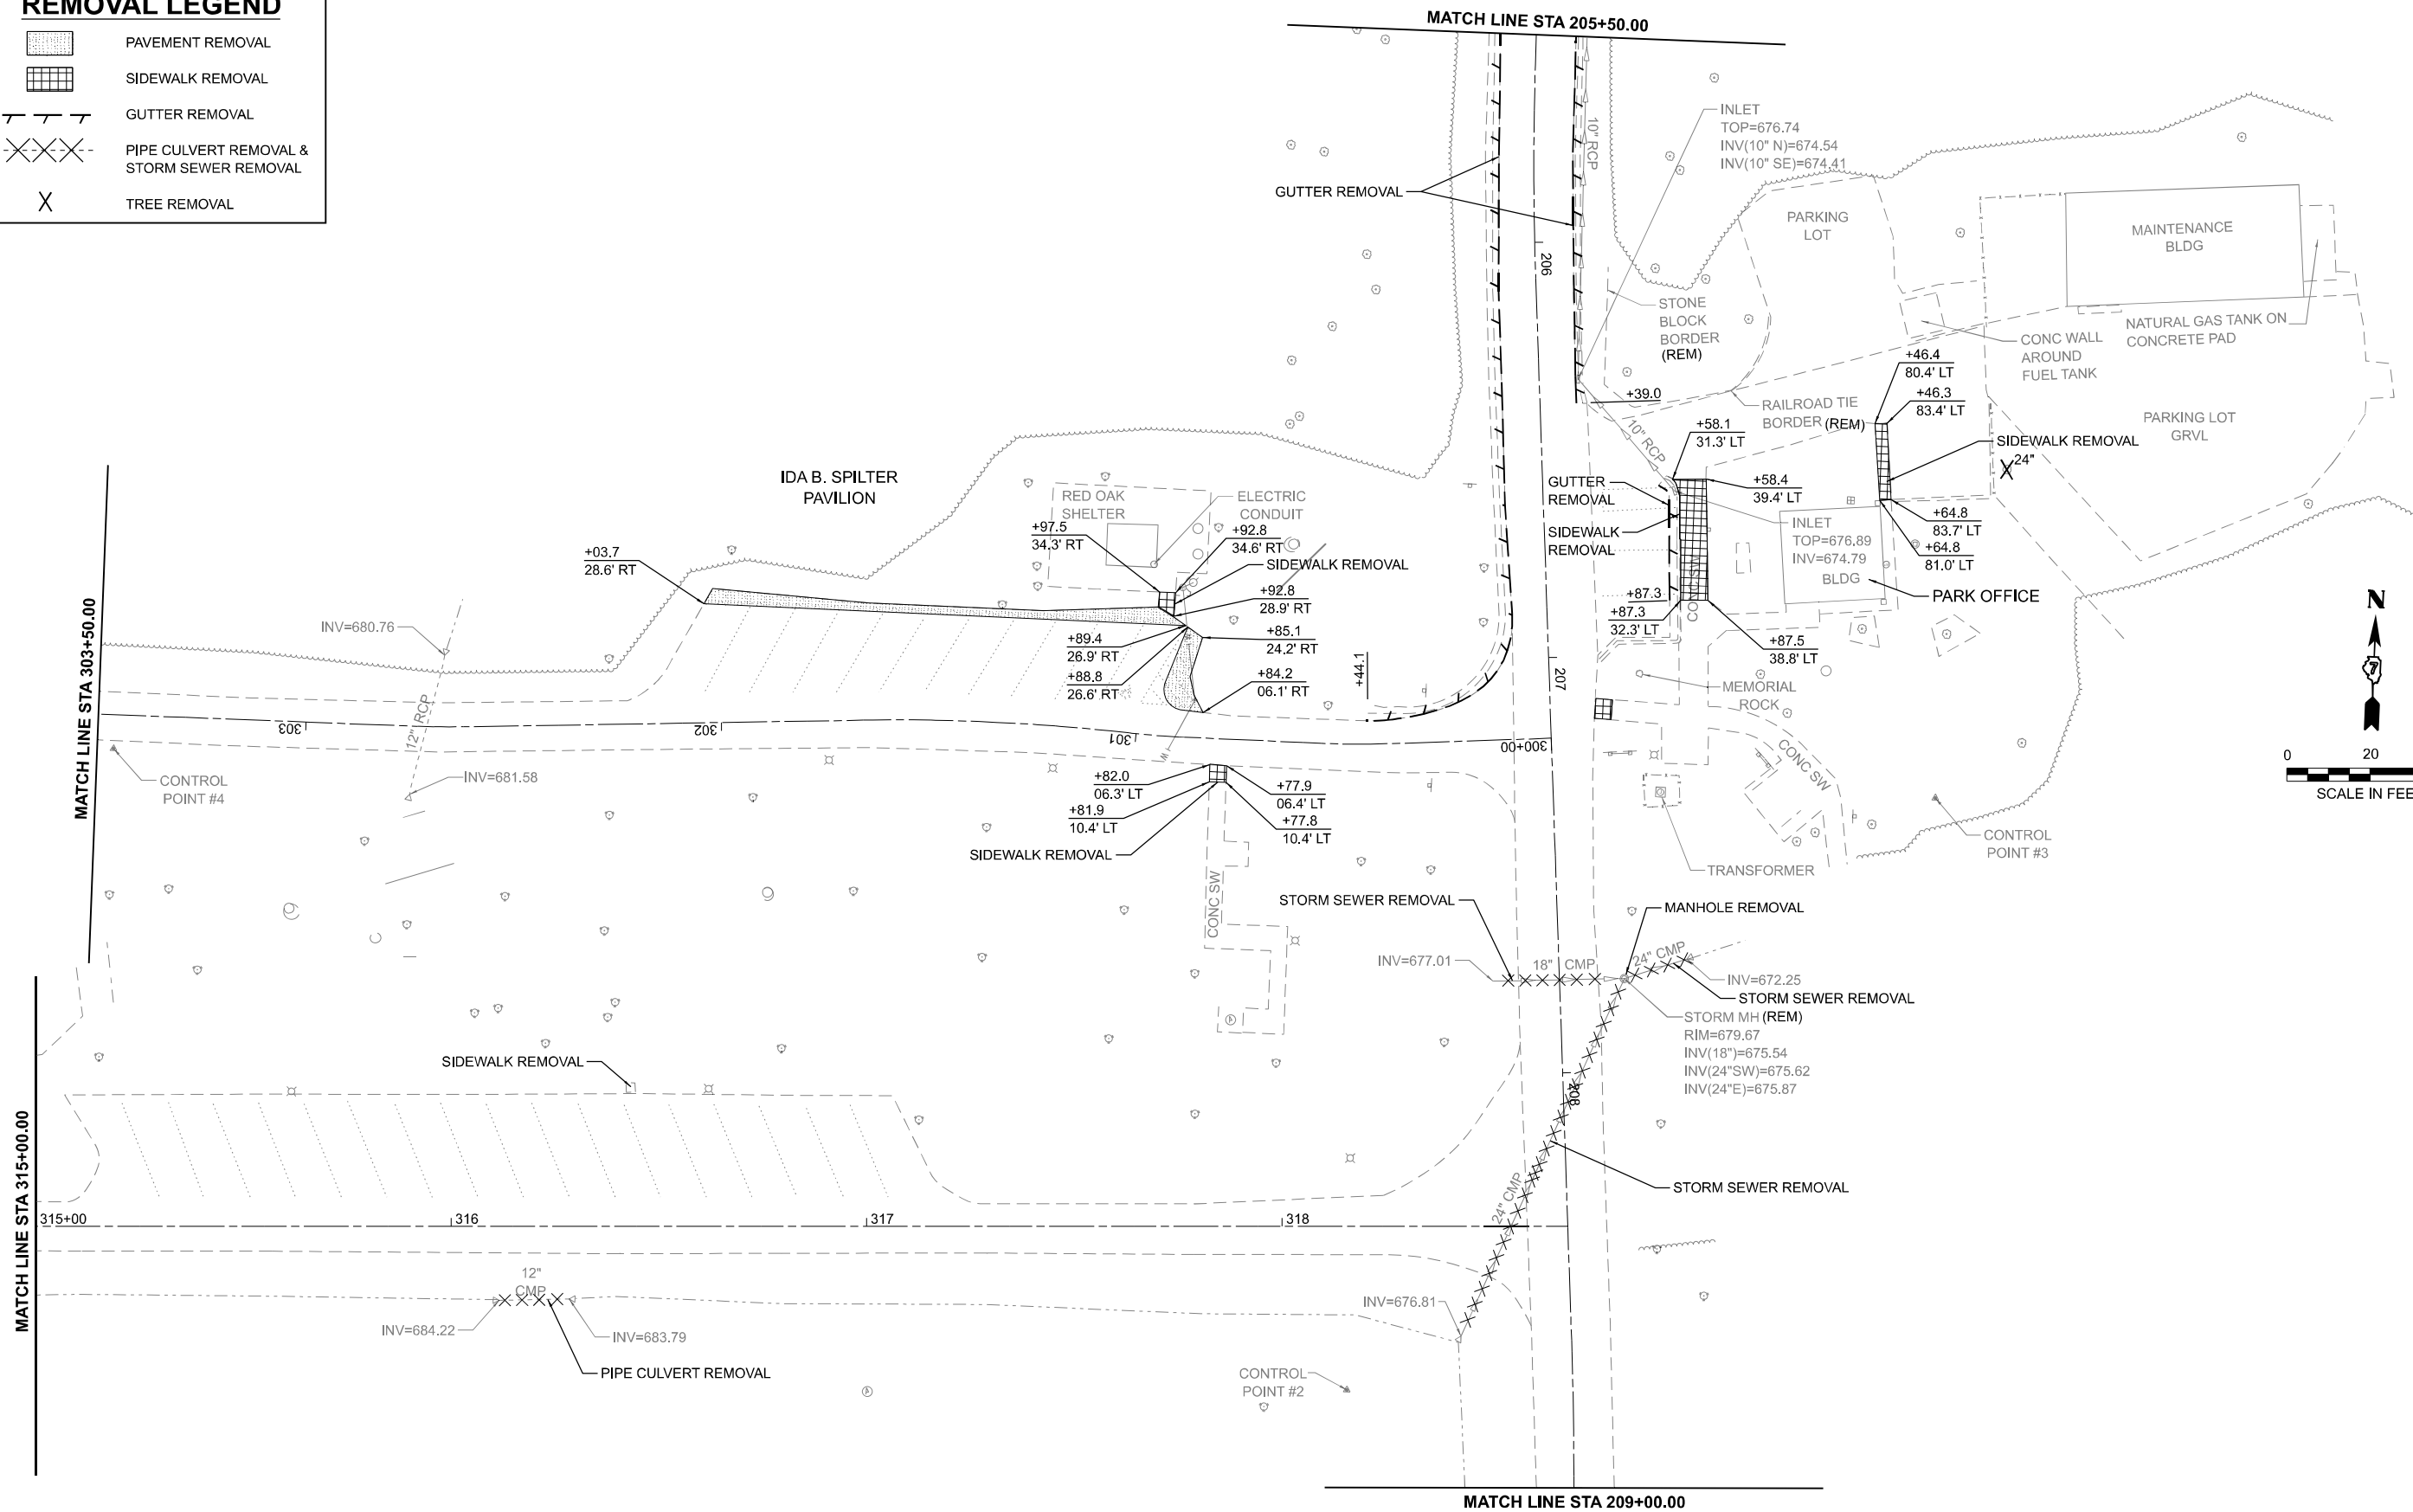 REMOVAL LEGEND
PAVEMENT REMOVAL
SIDEWALK REMOVAL
GUTTER REMOVAL
PIPE CULVERT REMOVAL &
STORM SEWER REMOVAL
TREE REMOVAL
MATCH LINE STA 205+50.00
10" RCP
INLET
TOP=676.74
INV(10" N)=674.54
INV(10" SE)=674.41
GUTTER REMOVAL
206
PARKING
LOT
MAINTENANCE
BLDG
STONE
BLOCK
BORDER
(REM)
NATURAL GAS TANK ON
CONCRETE PAD
CONC WALL
AROUND
FUEL TANK
+46.4
80.4' LT
+46.3
83.4' LT
+39.0
RAILROAD TIE
BORDER (REM)
PARKING LOT
GRVL
10" RCP
+58.1
31.3' LT
SIDEWALK REMOVAL
24"
+58.4
39.4' LT
GUTTER
REMOVAL
SIDEWALK
REMOVAL
INLET
TOP=676.89
INV=674.79
BLDG
+64.8
83.7' LT
+64.8
81.0' LT
PARK OFFICE
+87.3
+87.3
32.3' LT
+87.5
38.8' LT
IDA B. SPILTER
PAVILION
RED OAK
SHELTER
ELECTRIC
CONDUIT
+97.5
34.3' RT
+92.8
34.6' RT
SIDEWALK REMOVAL
+03.7
28.6' RT
+92.8
28.9' RT
+89.4
26.9' RT
+85.1
24.2' RT
+88.8
26.6' RT
+84.2
06.1' RT
+44.1
207
MATCH LINE STA 303+50.00
INV=680.76
12" RCP
303
302
301
300+00
INV=681.58
CONTROL
POINT #4
+82.0
06.3' LT
+81.9
10.4' LT
+77.9
06.4' LT
+77.8
10.4' LT
SIDEWALK REMOVAL
CONC SW
MEMORIAL
ROCK
CONC SW
TRANSFORMER
CONTROL
POINT #3
N
7
0 20
SCALE IN FEE
STORM SEWER REMOVAL
MANHOLE REMOVAL
INV=677.01
18" CMP
24" CMP
INV=672.25
STORM SEWER REMOVAL
STORM MH (REM)
RIM=679.67
INV(18")=675.54
INV(24"SW)=675.62
INV(24"E)=675.87
208
SIDEWALK REMOVAL
STORM SEWER REMOVAL
24" CMP
MATCH LINE STA 315+00.00
315+00
316
317
318
12"
CMP
INV=684.22
INV=683.79
PIPE CULVERT REMOVAL
INV=676.81
CONTROL
POINT #2
MATCH LINE STA 209+00.00